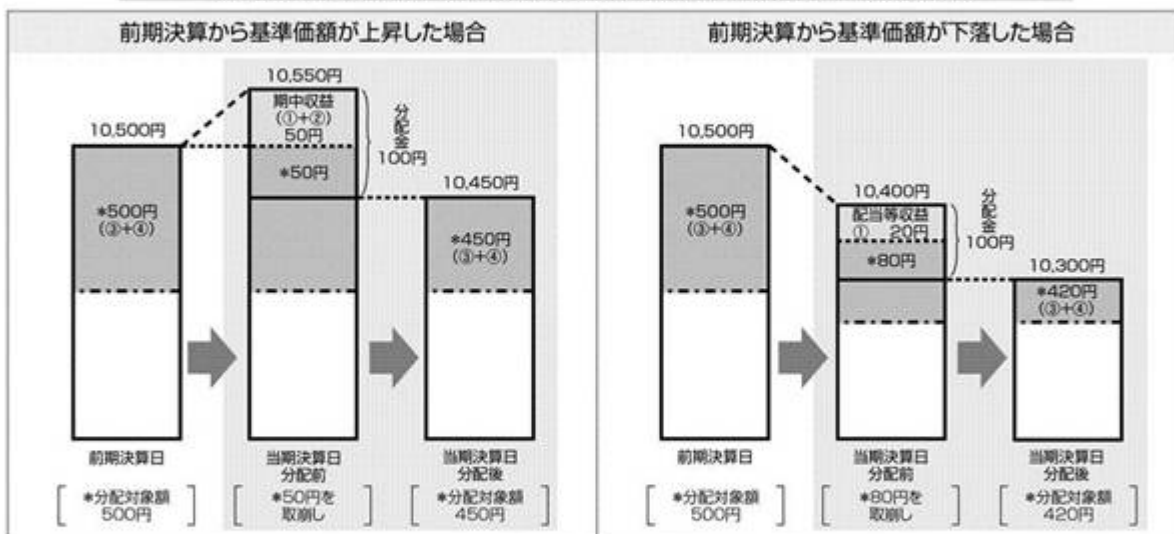 前期決算から基準価額が上昇した場合
10,550円
期中収益
(①+②)
50円
*50円
分配金
100円
10,500円
*500円
(③+④)
10,450円
*450円
(③+④)
前期決算日
当期決算日
分配前
当期決算日
分配後
*分配対象額
500円
*50円を
取崩し
*分配対象額
450円
前期決算から基準価額が下落した場合
10,500円
*500円
(③+④)
10,400円
配当等収益
① 20円
*80円
分配金
100円
10,300円
*420円
(③+④)
前期決算日
当期決算日
分配前
当期決算日
分配後
*分配対象額
500円
*80円を
取崩し
*分配対象額
420円